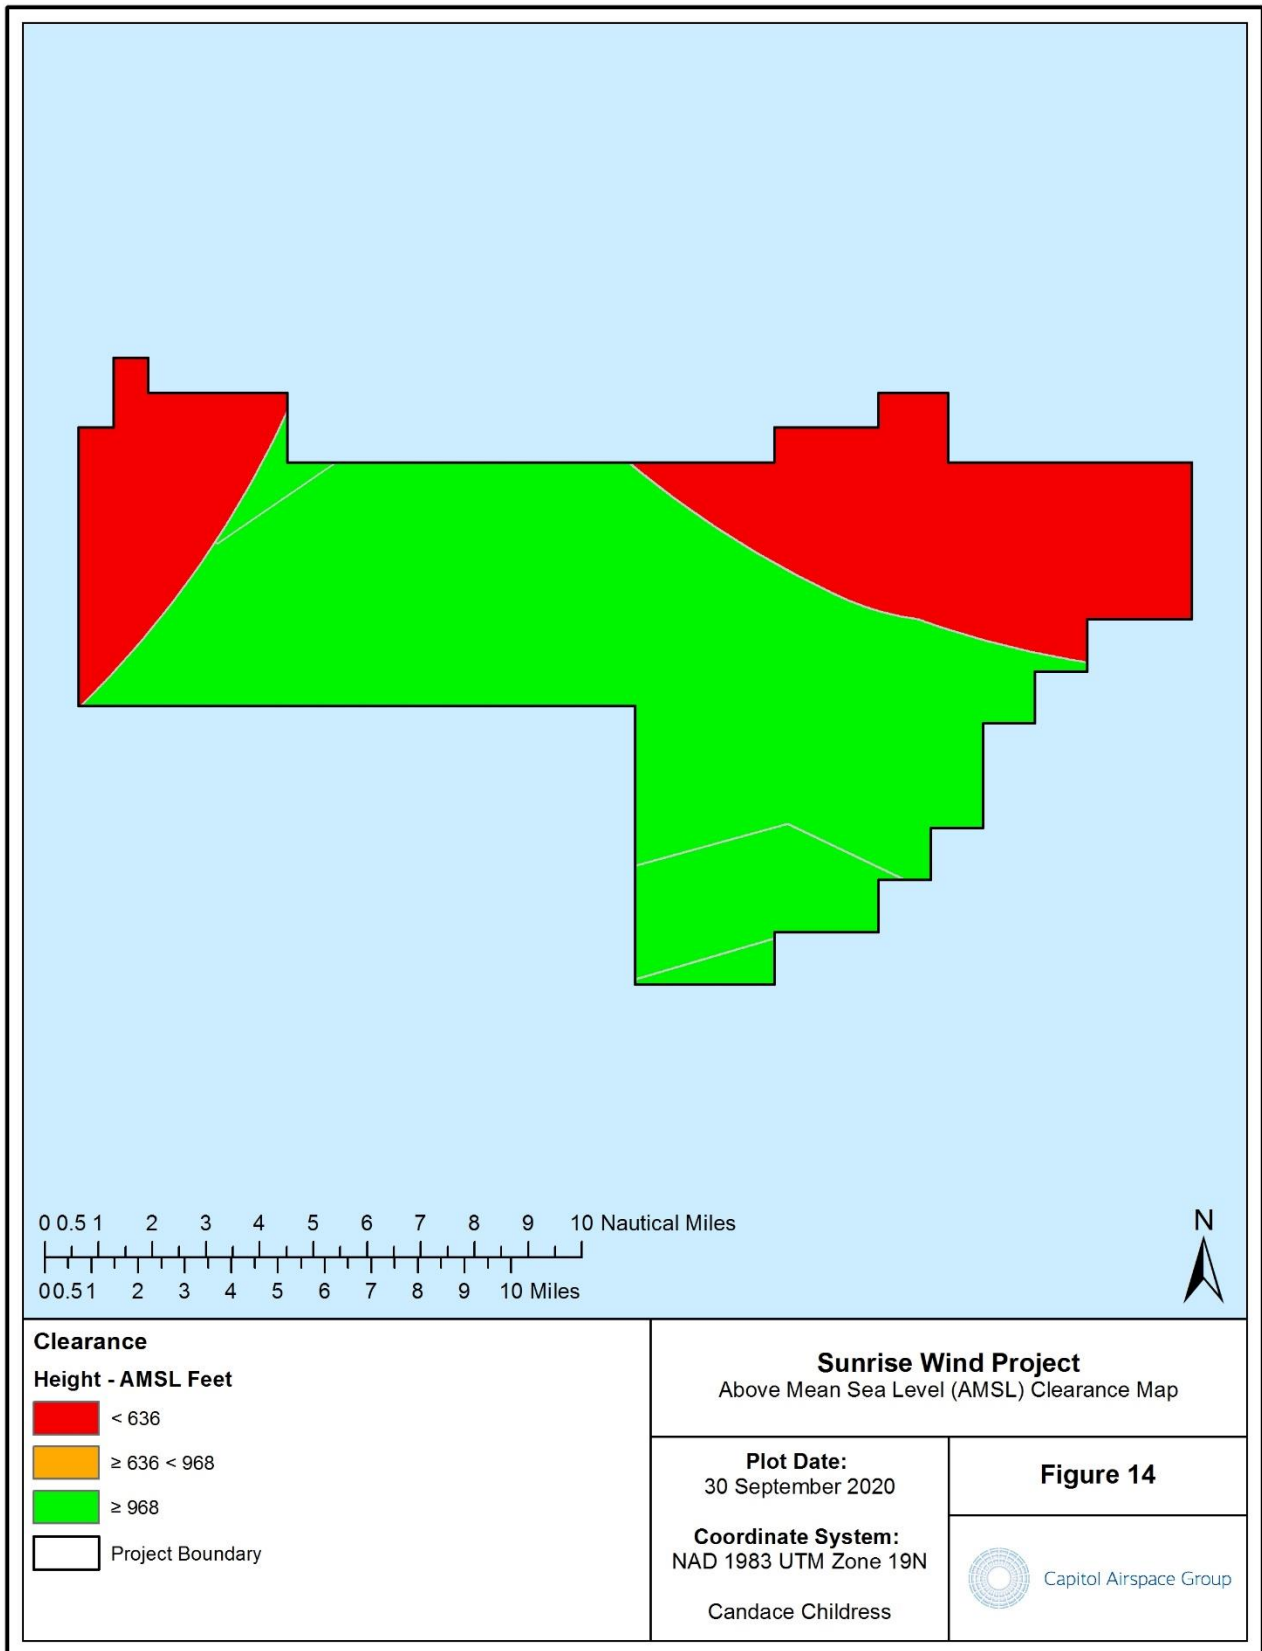 0 0.5 1 2 3 4 5 6 7 8 9 10 Nautical Miles
0 0.5 1 2 3 4 5 6 7 8 9 10 Miles
N
Clearance
Height - AMSL Feet
< 636
≥ 636 < 968
≥ 968
Project Boundary
Sunrise Wind Project
Above Mean Sea Level (AMSL) Clearance Map
Plot Date:
30 September 2020
Coordinate System:
NAD 1983 UTM Zone 19N
Candace Childress
Figure 14
Capitol Airspace Group